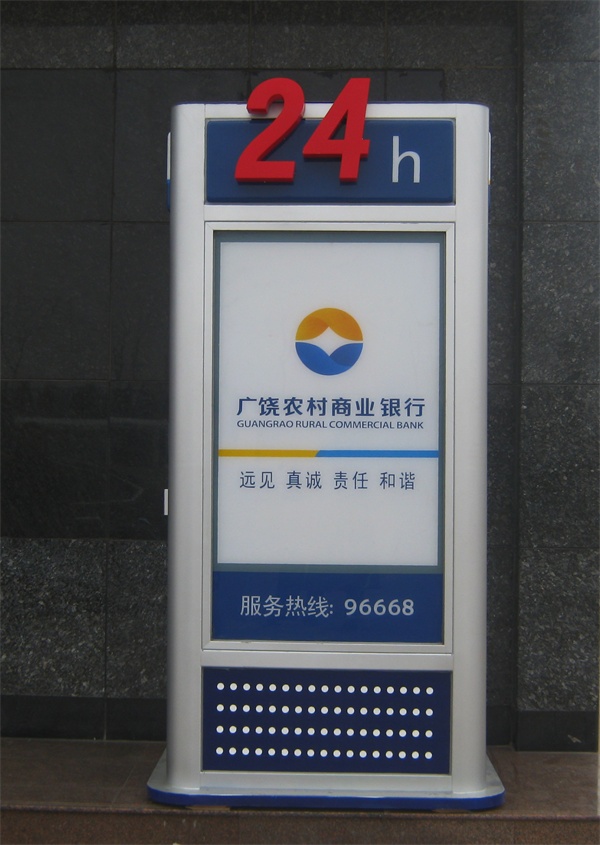 24h
广饶农村商业银行
GUANGRAO RURAL COMMERCIAL BANK
远见 真诚 责任 和谐
服务热线: 96668